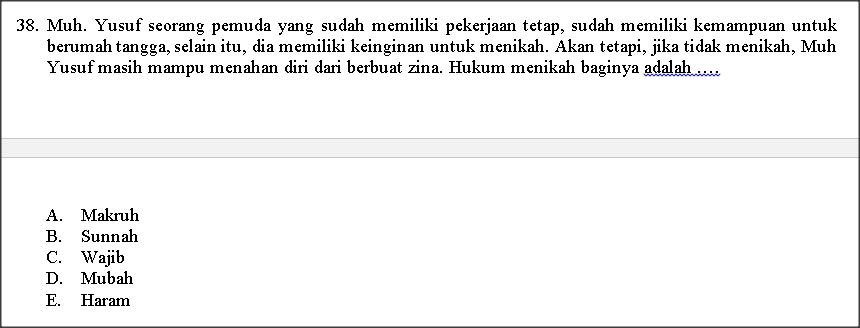 38. Muh. Yusuf seorang pemuda yang sudah memiliki pekerjaan tetap, sudah memiliki kemampuan untuk
berumah tangga, selain itu, dia memiliki keinginan untuk menikah. Akan tetapi, jika tidak menikah, Muh
Yusuf masih mampu menahan diri dari berbuat zina. Hukum menikah baginya adalah ....
A. Makruh
B. Sunnah
C. Wajib
D. Mubah
E. Haram